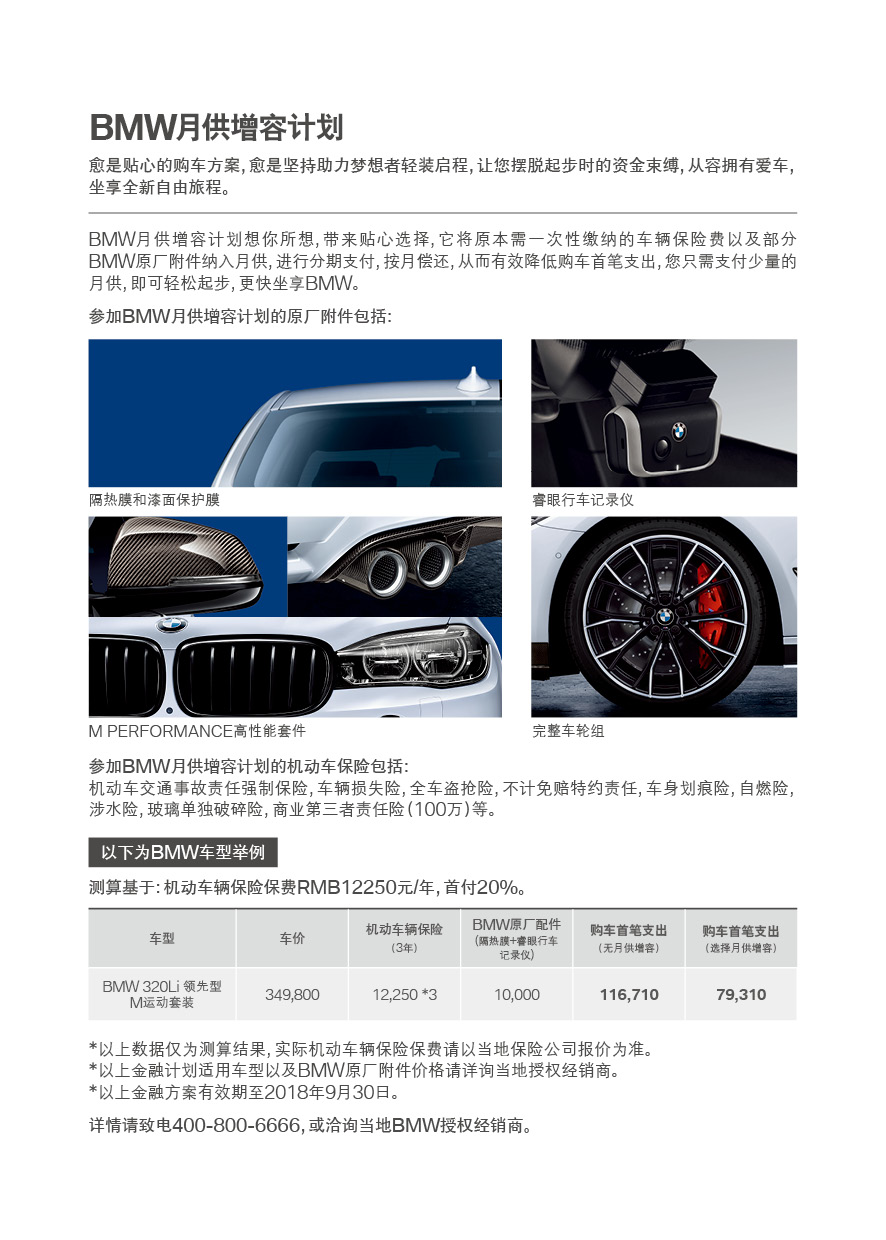 BMW月供增容计划
愈是贴心的购车方案,愈是坚持助力梦想者轻装启程,让您摆脱起步时的资金束缚,从容拥有爱车,
坐享全新自由旅程。
BMW月供增容计划想你所想,带来贴心选择,它将原本需一次性缴纳的车辆保险费以及部分
BMW原厂附件纳入月供,进行分期支付,按月偿还,从而有效降低购车首笔支出,您只需支付少量的
月供,即可轻松起步,更快坐享BMW。
参加BMW月供增容计划的原厂附件包括:
隔热膜和漆面保护膜
睿眼行车记录仪
M PERFORMANCE高性能套件
完整车轮组
参加BMW月供增容计划的机动车保险包括:
机动车交通事故责任强制保险,车辆损失险,全车盗抢险,不计免赔特约责任,车身划痕险,自燃险,
涉水险,玻璃单独破碎险,商业第三者责任险(100万)等。
以下为BMW车型举例
测算基于:机动车辆保险保费RMB12250元/年,首付20%。
车型 车价 机动车辆保险 (3年) BMW原厂配件 (隔热膜+睿眼行车 记录仪) 购车首笔支出 (无月供增容) 购车首笔支出 (选择月供增容)
BMW 320Li 领先型 M运动套装 349,800 12,250 *3 10,000 116,710 79,310
*以上数据仅为测算结果,实际机动车辆保险保费请以当地保险公司报价为准。
*以上金融计划适用车型以及BMW原厂附件价格请详询当地授权经销商。
*以上金融方案有效期至2018年9月30日。
详情请致电400-800-6666,或洽询当地BMW授权经销商。